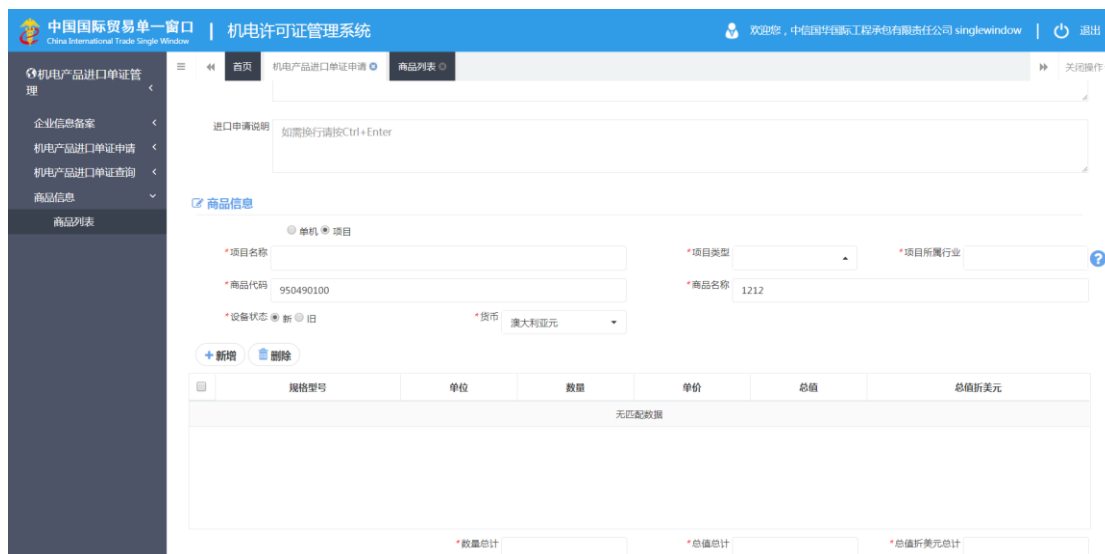 中国国际贸易单一窗口 | 机电许可证管理系统
China International Trade Single Window
欢迎您，中信国华国际工程承包有限责任公司 singlewindow | 退出
机电产品进口单证管理
首页 机电产品进口单证申请 商品列表 关闭操作
企业信息备案
机电产品进口单证申请
机电产品进口单证查询
商品信息
商品列表
进口申请说明 如需换行请按Ctrl+Enter
商品信息
单机 项目
*项目名称 *项目类型 *项目所属行业
*商品代码 950490100 *商品名称 1212
*设备状态 新 旧 *货币 澳大利亚元
+新增 删除
规格型号 单位 数量 单价 总值 总值折美元
无匹配数据
*数量总计 *总值总计 *总值折美元总计